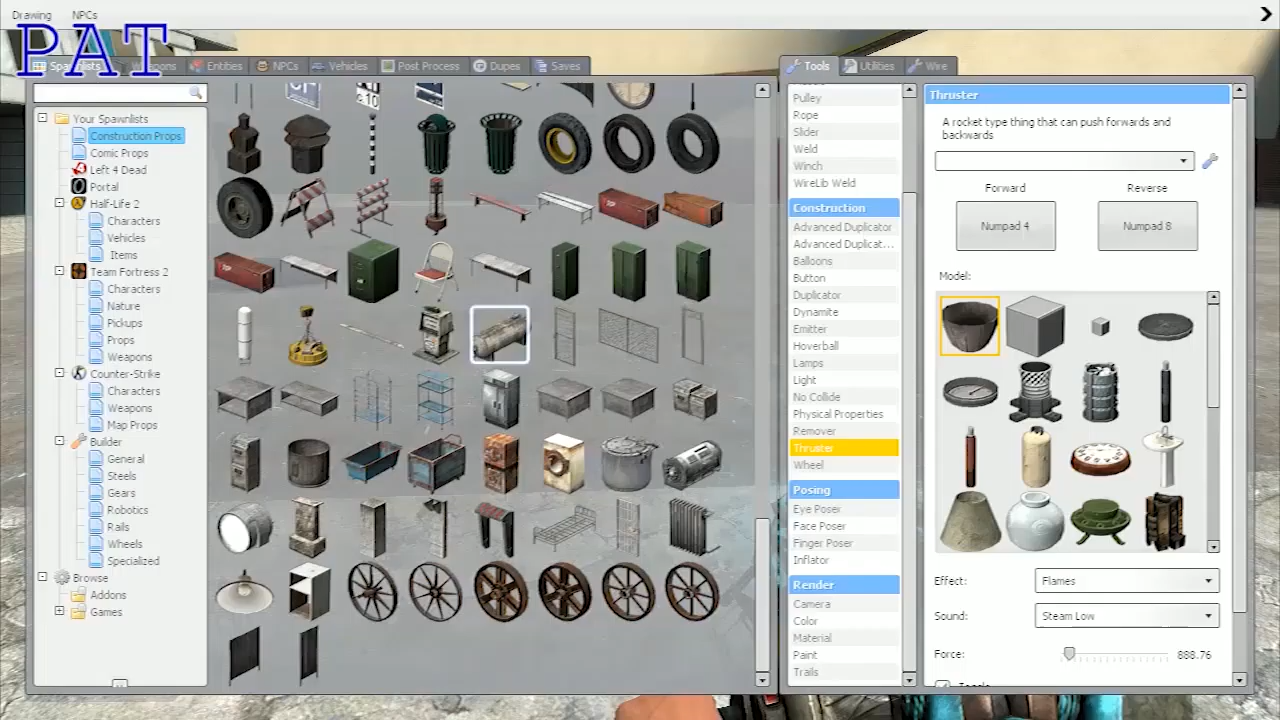 Drawing NPCs
PAT
Spawnlists Weapons Entities NPCs Vehicles Post Process Dupes Saves
Your Spawnlists
Construction Props
Comic Props
Left 4 Dead
Portal
Half-Life 2
Characters
Vehicles
Items
Team Fortress 2
Characters
Nature
Pickups
Props
Weapons
Counter-Strike
Characters
Weapons
Map Props
Builder
General
Steels
Gears
Robotics
Rails
Wheels
Specialized
Browse
Addons
Games
10
Tools Utilities Wire
Pulley
Rope
Slider
Weld
Winch
WireLib Weld
Construction
Advanced Duplicator
Advanced Duplicat...
Balloons
Button
Duplicator
Dynamite
Emitter
Hoverball
Lamps
Light
No Collide
Physical Properties
Remover
Thruster
Wheel
Posing
Eye Poser
Face Poser
Finger Poser
Inflator
Render
Camera
Color
Material
Paint
Trails
Thruster
A rocket type thing that can push forwards and
backwards
Forward Reverse
Numpad 4 Numpad 8
Model:
Effect: Flames
Sound: Steam Low
Force: 888.76